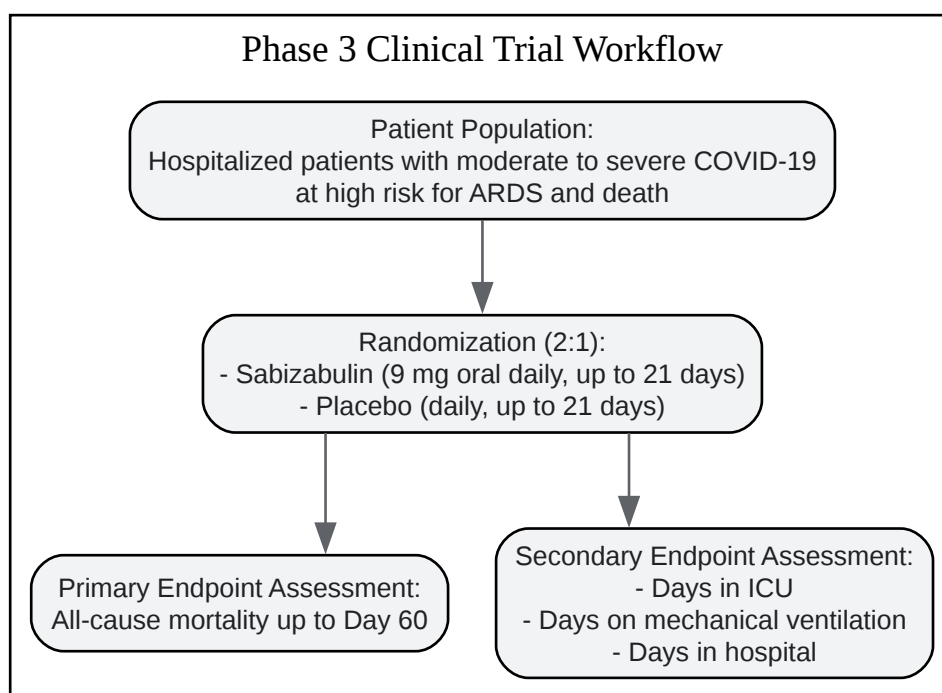 Phase 3 Clinical Trial Workflow
Patient Population:
Hospitalized patients with moderate to severe COVID-19
at high risk for ARDS and death
Randomization (2:1):
- Sabizabulin (9 mg oral daily, up to 21 days)
- Placebo (daily, up to 21 days)
Primary Endpoint Assessment:
All-cause mortality up to Day 60
Secondary Endpoint Assessment:
- Days in ICU
- Days on mechanical ventilation
- Days in hospital